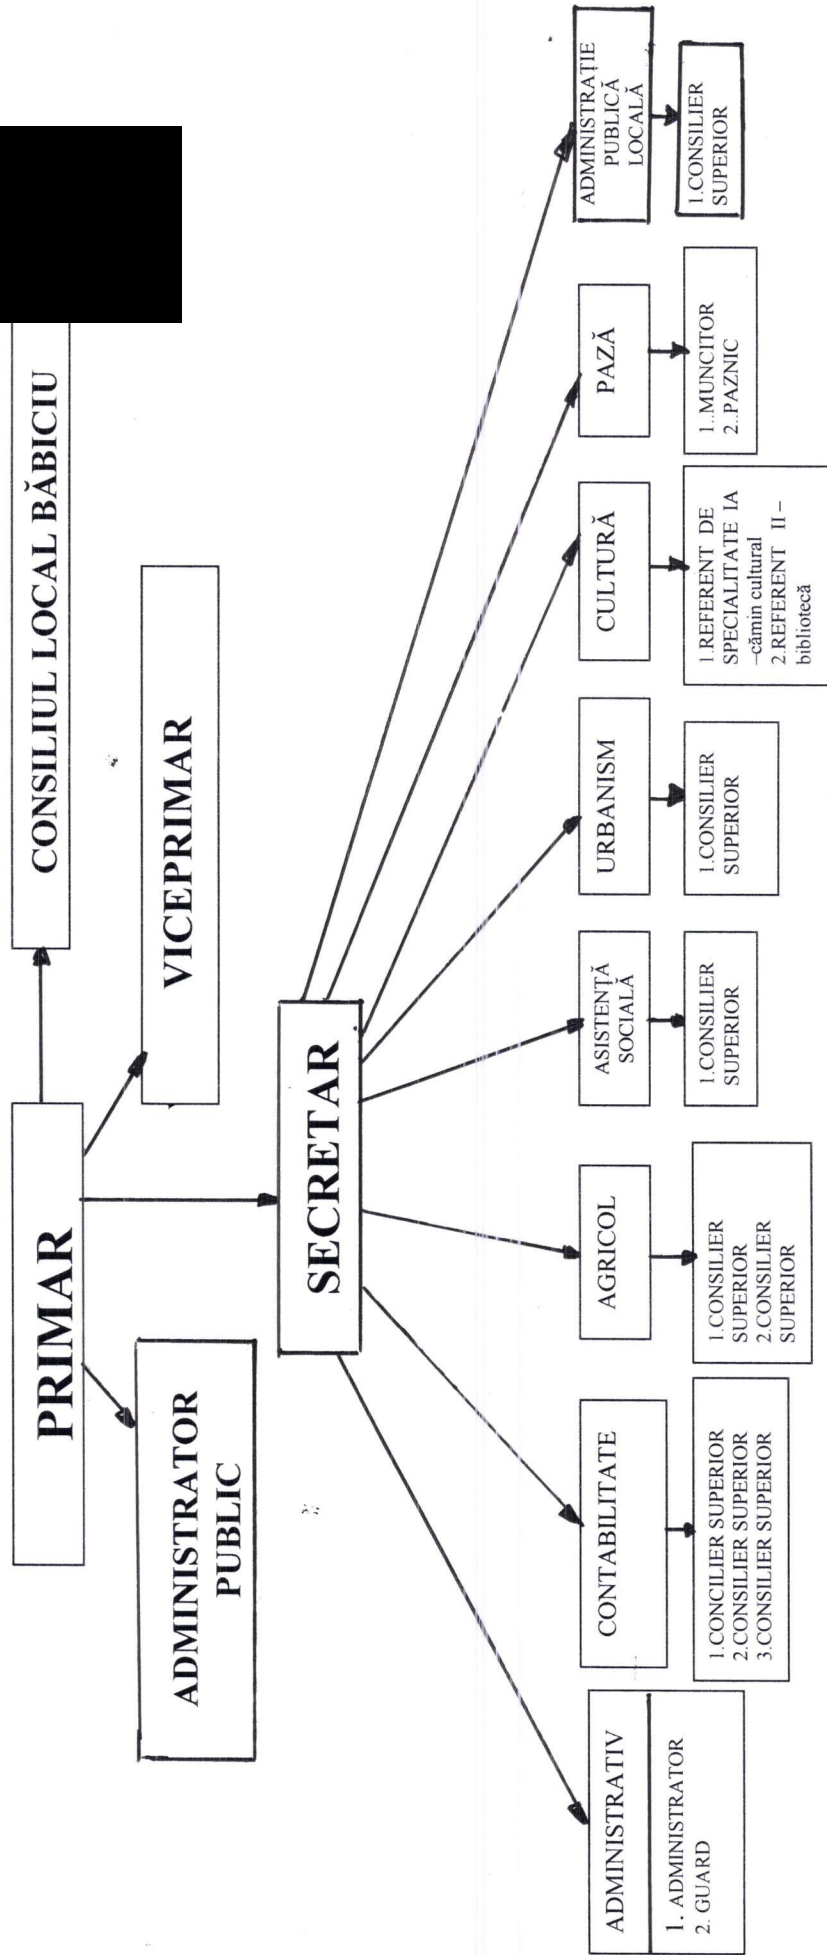 PRIMAR
CONSILIUL LOCAL BĂBICIU
ADMINISTRATOR
PUBLIC
VICEPRIMAR
SECRETAR
ADMINISTRATIV
1. ADMINISTRATOR
2. GUARD
CONTABILITATE
1.CONCILIER SUPERIOR
2.CONSILIER SUPERIOR
3.CONSILIER SUPERIOR
AGRICOL
1.CONSILIER
SUPERIOR
2.CONSILIER
SUPERIOR
ASISTENŢĂ
SOCIALĂ
1.CONSILIER
SUPERIOR
URBANISM
1.CONSILIER
SUPERIOR
CULTURĂ
1.REFERENT DE
SPECIALITATE IA
–cămin cultural
2.REFERENT II –
bibliotecă
PAZĂ
1..MUNCITOR
2..PAZNIC
ADMINISTRAŢIE
PUBLICĂ
LOCALĂ
1.CONSILIER
SUPERIOR